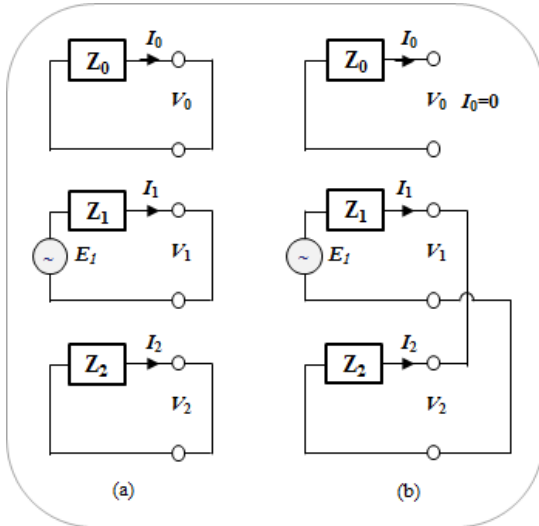 I₀ I₀
Z₀ Z₀
V₀ V₀ I₀=0
I₁ I₁
Z₁ Z₁
~ E₁ V₁ ~ E₁ V₁
I₂ I₂
Z₂ Z₂
V₂ V₂
(a) (b)